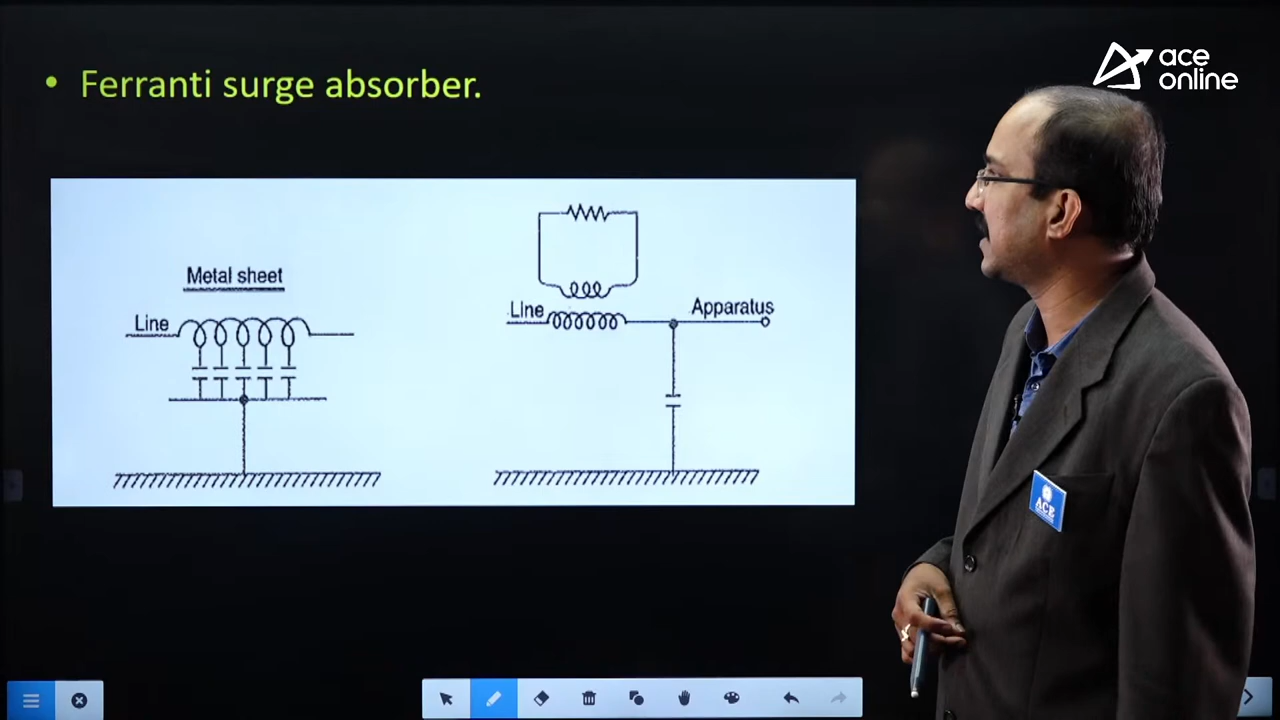 • Ferranti surge absorber.
ace
online
Metal sheet
Line
Line
Apparatus
ACE